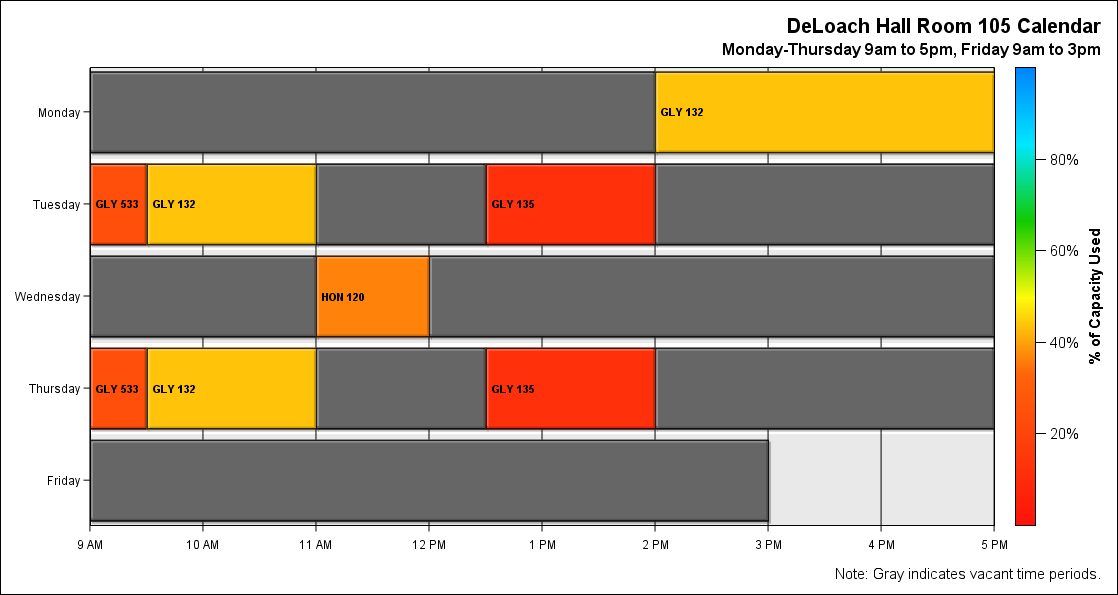 DeLoach Hall Room 105 Calendar
Monday-Thursday 9am to 5pm, Friday 9am to 3pm
Monday
GLY 132
Tuesday
GLY 533
GLY 132
GLY 135
Wednesday
HON 120
Thursday
GLY 533
GLY 132
GLY 135
Friday
9 AM
10 AM
11 AM
12 PM
1 PM
2 PM
3 PM
4 PM
5 PM
80%
60%
40%
20%
% of Capacity Used
Note: Gray indicates vacant time periods.